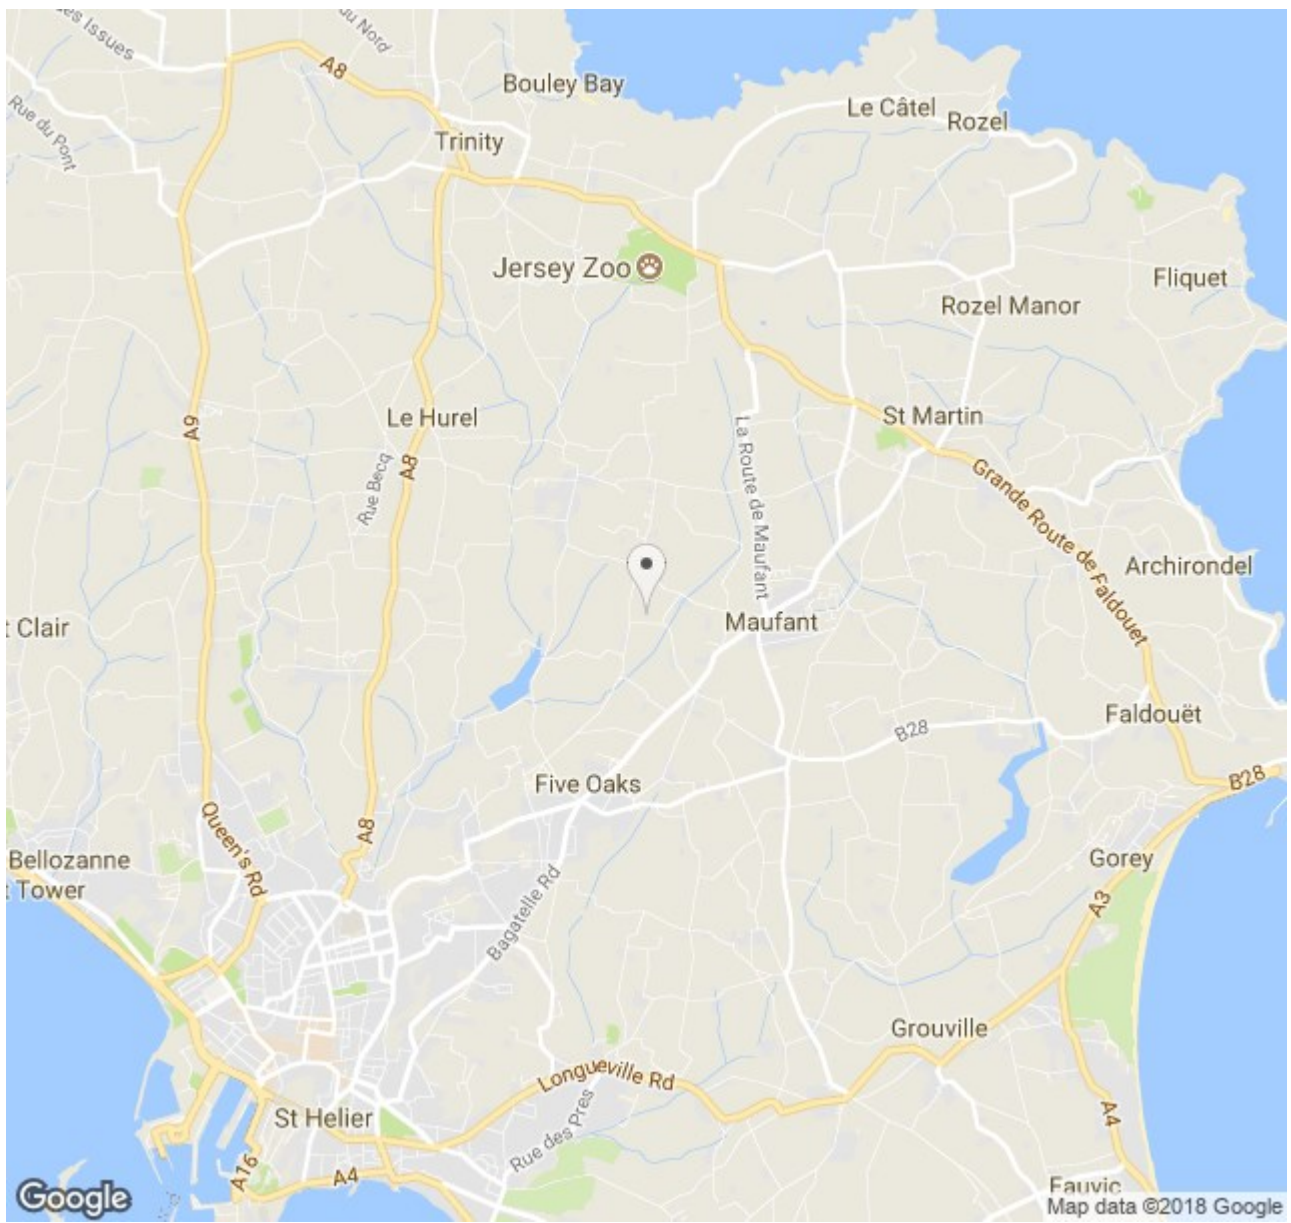 es Issues
du Nord
A8
Bouley Bay
Rue du Pont
Trinity
Le Câtel
Rozel
Jersey Zoo
Fliquet
Rozel Manor
A9
Le Hurel
St Martin
Rue Becq
A8
La Route de Maufant
Grande Route de Faldouet
Archirondel
t Clair
Maufant
Faldouët
B28
Five Oaks
B28
Queen's Rd
A8
Bellozanne
t Tower
Gorey
Bagatelle Rd
A3
Grouville
Longueville Rd
St Helier
Rue des Pres
A4
A16
A4
Fauvic
Google
Map data ©2018 Google